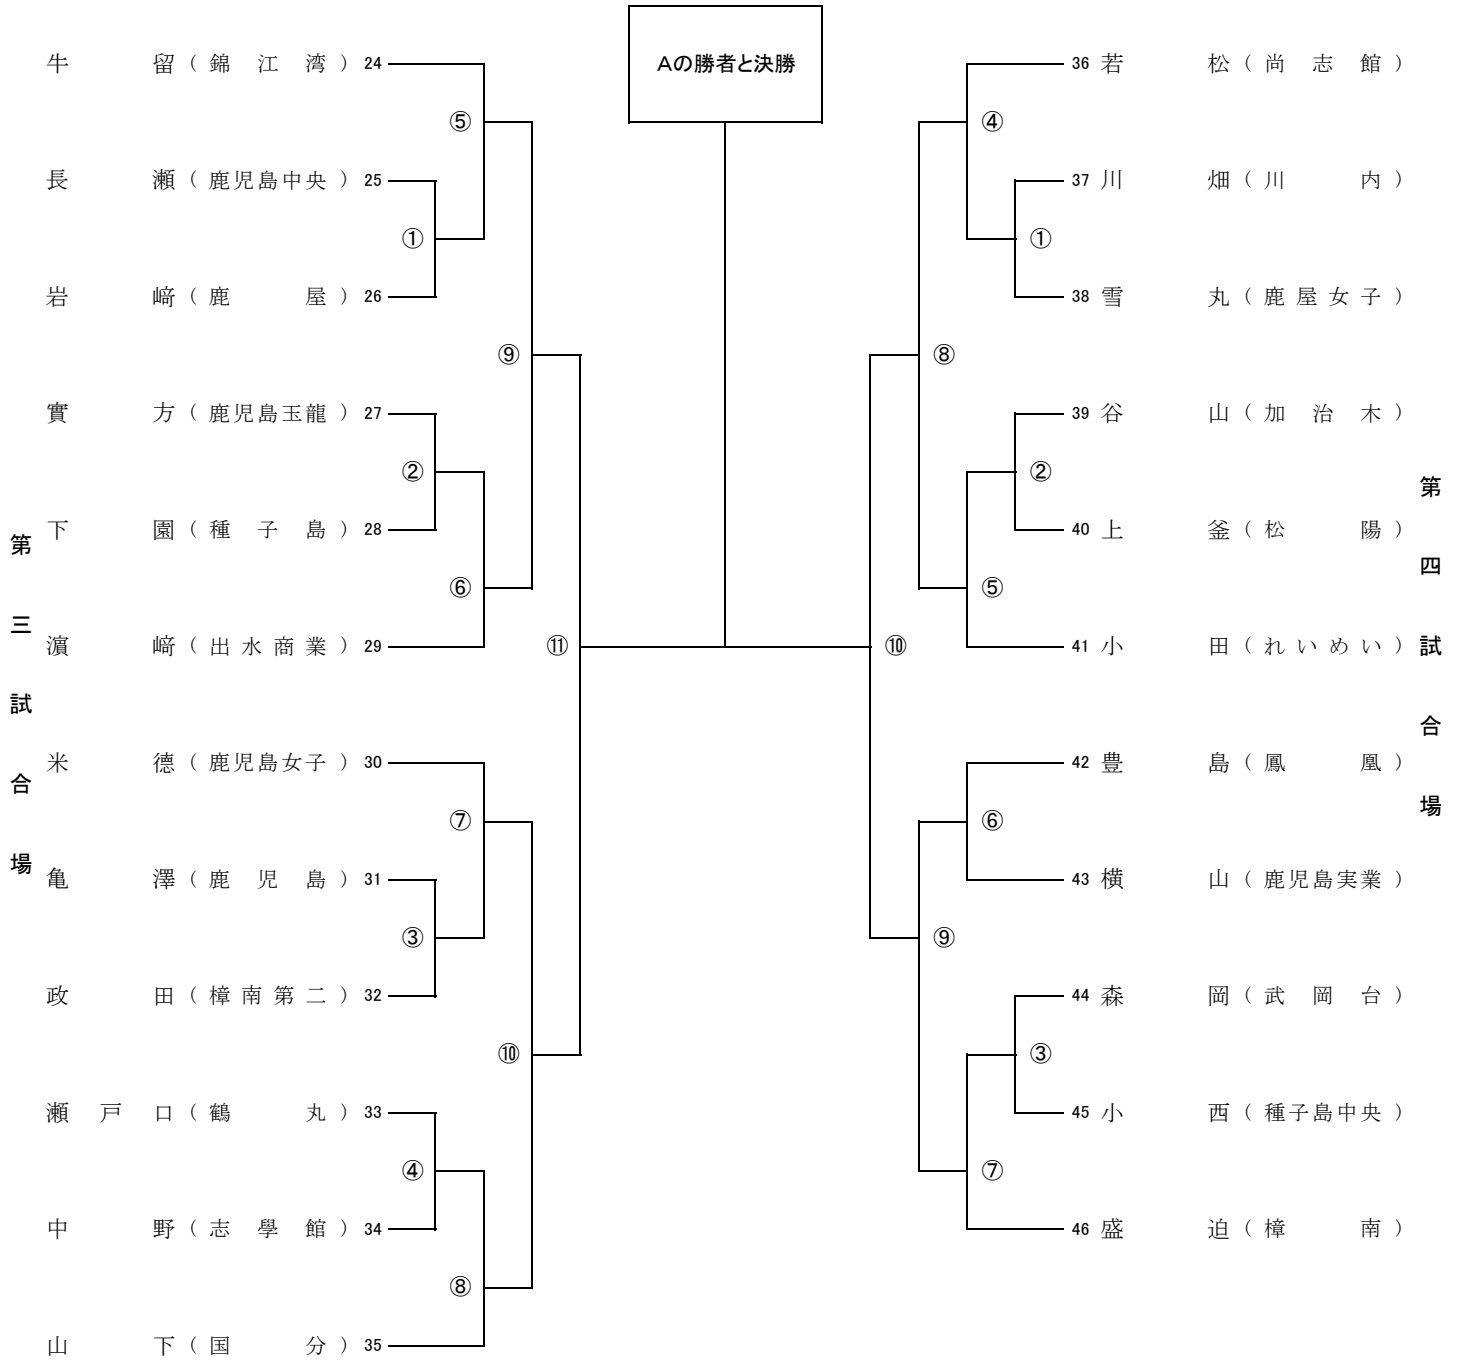 Aの勝者と決勝
第三試合場
牛留（錦江湾）24
⑤
長瀬（鹿児島中央）25
①
岩﨑（鹿屋）26
⑨
實方（鹿児島玉龍）27
②
下園（種子島）28
⑥
濵﨑（出水商業）29
⑪
米德（鹿児島女子）30
⑦
亀澤（鹿児島）31
③
政田（樟南第二）32
⑩
瀬戸口（鶴丸）33
④
中野（志學館）34
⑧
山下（国分）35
36 若松（尚志館）
④
37 川畑（川内）
①
38 雪丸（鹿屋女子）
⑧
39 谷山（加治木）
②
40 上釜（松陽）
⑤
41 小田（れいめい）
⑩
42 豊島（鳳凰）
⑥
43 横山（鹿児島実業）
⑨
44 森岡（武岡台）
③
45 小西（種子島中央）
⑦
46 盛迫（樟南）
第四試合場